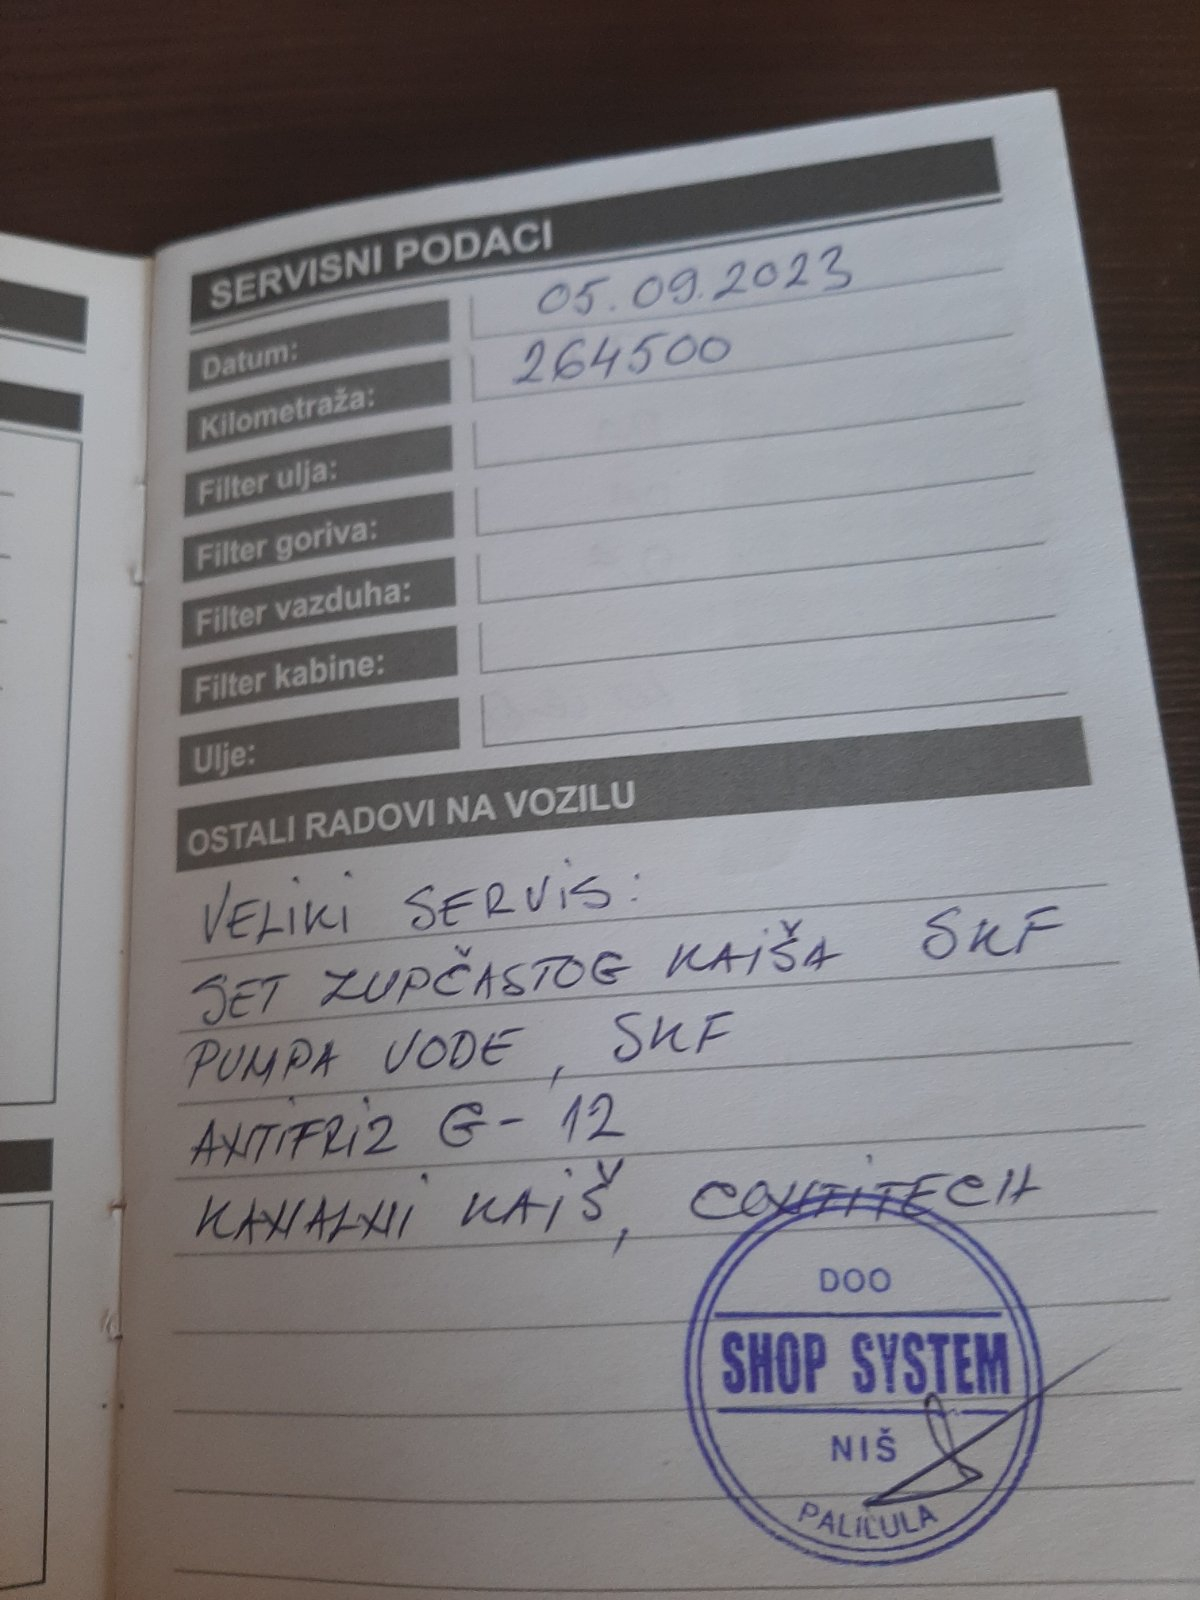 SERVISNI PODACI
Datum: 05.09.2023
Kilometraža: 264500
Filter ulja:
Filter goriva:
Filter vazduha:
Filter kabine:
Ulje:
OSTALI RADOVI NA VOZILU
VELIKI SERVIS:
SET ZUPČASTOG KAIŠA SKF
PUMPA VODE, SKF
ANTIFRIZ G-12
KANALNI KAIŠ, CONTITECH
DOO
SHOP SYSTEM
NIŠ
PALILULA